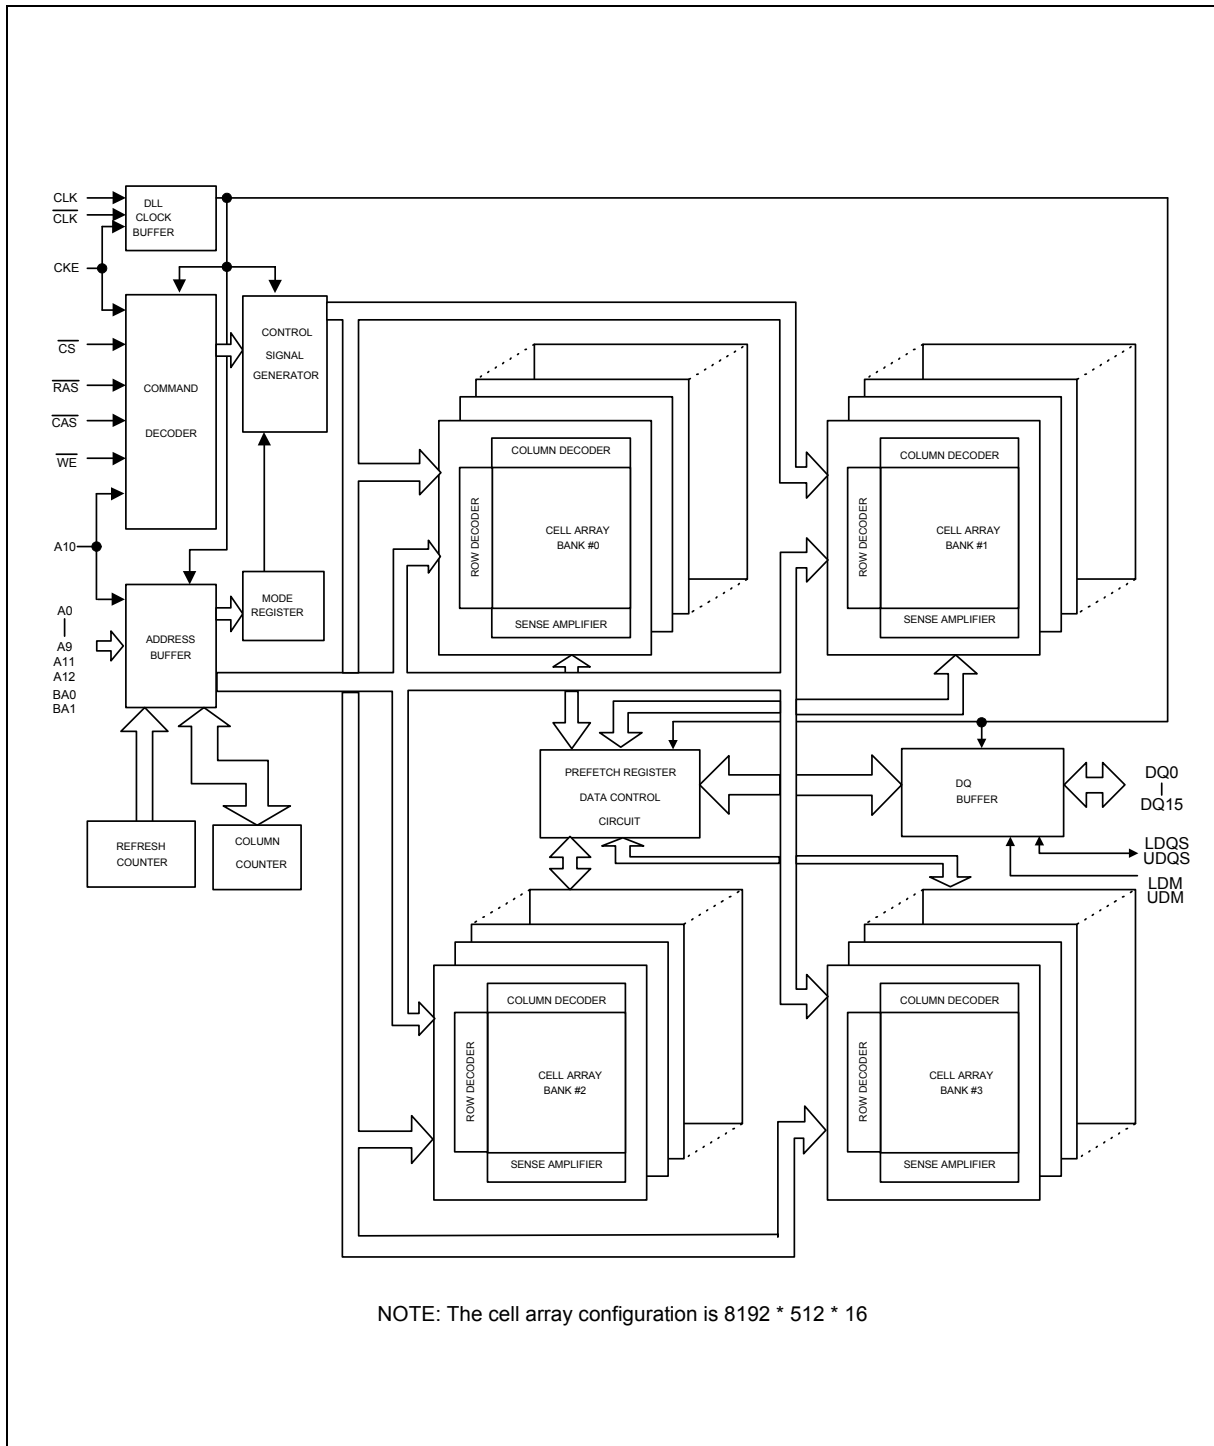 CLK
CLK
CKE
CS
RAS
CAS
WE
A10
A0
A9
A11
A12
BA0
BA1
DLL
CLOCK
BUFFER
COMMAND
DECODER
CONTROL
SIGNAL
GENERATOR
MODE
REGISTER
ADDRESS
BUFFER
REFRESH
COUNTER
COLUMN
COUNTER
COLUMN DECODER
ROW DECODER
CELL ARRAY
BANK #0
SENSE AMPLIFIER
COLUMN DECODER
ROW DECODER
CELL ARRAY
BANK #1
SENSE AMPLIFIER
PREFETCH REGISTER
DATA CONTROL
CIRCUIT
DQ
BUFFER
DQ0
DQ15
LDQS
UDQS
LDM
UDM
COLUMN DECODER
ROW DECODER
CELL ARRAY
BANK #2
SENSE AMPLIFIER
COLUMN DECODER
ROW DECODER
CELL ARRAY
BANK #3
SENSE AMPLIFIER
NOTE: The cell array configuration is 8192 * 512 * 16